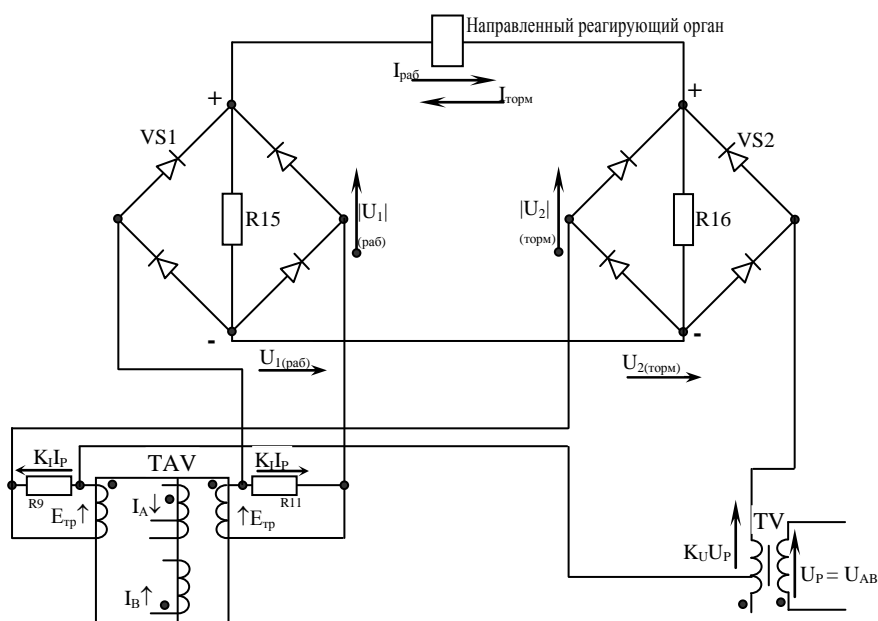 Направленный реагирующий орган
Iраб
Iторм
+
+
VS1
VS2
R15
|U1|
(раб)
|U2|
(торм)
R16
-
-
U1(раб)
U2(торм)
KIIP
TAV
KIIP
R9
R11
Eтр↑
IA↓
↑Eтр
IB↑
TV
KUUP
UP = UAB